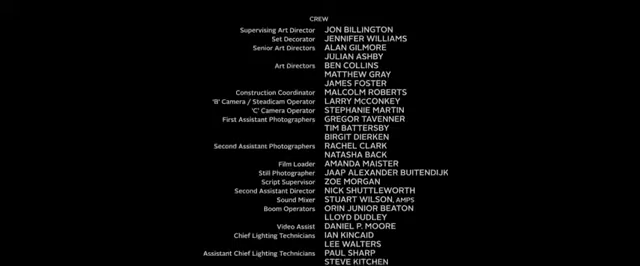 CREW
Supervising Art Director JON BILLINGTON
Set Decorator JENNIFER WILLIAMS
Senior Art Directors ALAN GILMORE
JULIAN ASHBY
Art Directors BEN COLLINS
MATTHEW GRAY
JAMES FOSTER
Construction Coordinator MALCOLM ROBERTS
'B' Camera / Steadicam Operator LARRY McCONKEY
'C' Camera Operator STEPHANIE MARTIN
First Assistant Photographers GREGOR TAVENNER
TIM BATTERSBY
BIRGIT DIERKEN
Second Assistant Photographers RACHEL CLARK
NATASHA BACK
Film Loader AMANDA MAISTER
Still Photographer JAAP ALEXANDER BUITENDIJK
Script Supervisor ZOE MORGAN
Second Assistant Director NICK SHUTTLEWORTH
Sound Mixer STUART WILSON, AMPS
Boom Operators ORIN JUNIOR BEATON
LLOYD DUDLEY
Video Assist DANIEL P. MOORE
Chief Lighting Technicians IAN KINCAID
LEE WALTERS
Assistant Chief Lighting Technicians PAUL SHARP
STEVE KITCHEN